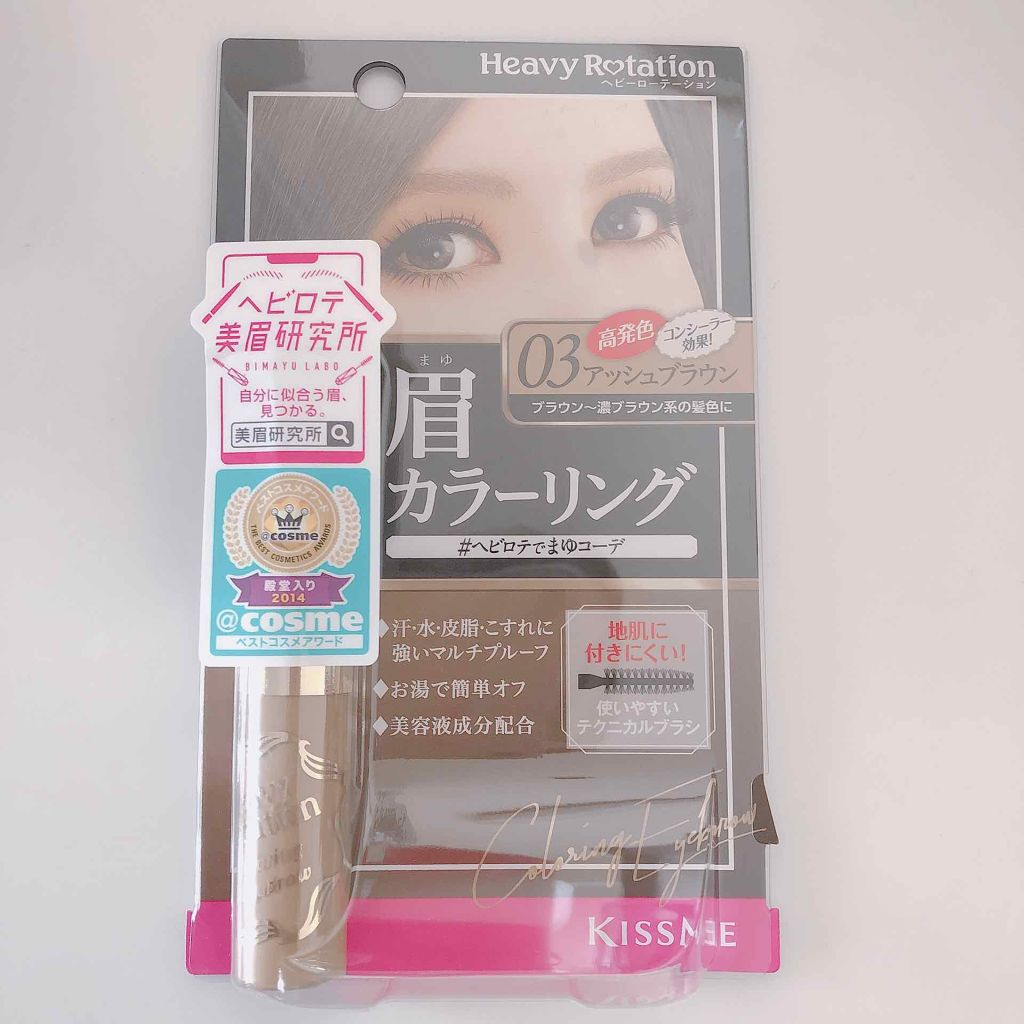 Heavy Rotation
ヘビーローテーション
ヘビロテ
美眉研究所
BIMAYU LABO
自分に似合う眉、
見つかる。
美眉研究所
ベストコスメアワード
@cosme
THE BEST COSMETICS AWARDS
殿堂入り
2014
@cosme
ベストコスメアワード
高発色
コンシーラー
効果!
03
アッシュブラウン
ブラウン〜濃ブラウン系の髪色に
まゆ
眉
カラーリング
#ヘビロテでまゆコーデ
◆汗・水・皮脂・こすれに
強いマルチプルーフ
◆お湯で簡単オフ
◆美容液成分配合
地肌に
付きにくい!
使いやすい
テクニカルブラシ
Coloring Eyebrow
KISSME